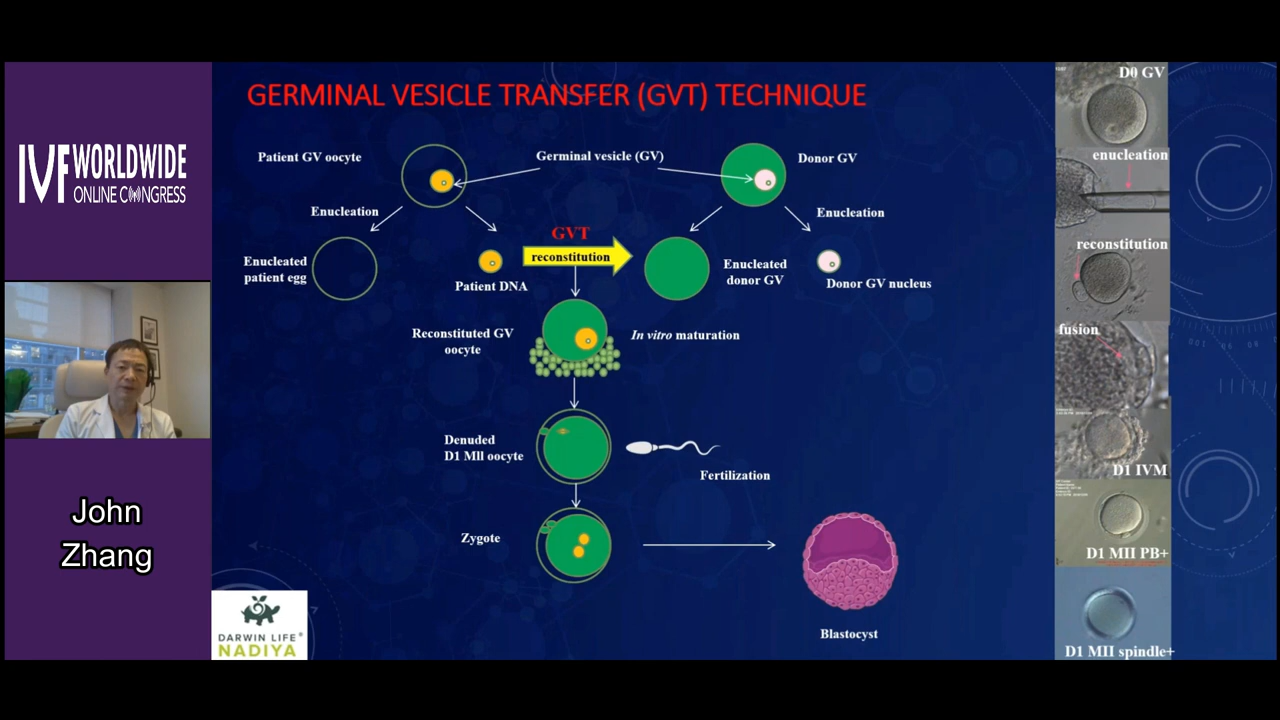 IVF WORLDWIDE
ONLINE CONGRESS
John
Zhang
GERMINAL VESICLE TRANSFER (GVT) TECHNIQUE
Patient GV oocyte
Germinal vesicle (GV)
Donor GV
Enucleation
Enucleation
GVT
reconstitution
Enucleated
patient egg
Patient DNA
Enucleated
donor GV
Donor GV nucleus
Reconstituted GV
oocyte
In vitro maturation
Denuded
D1 Mll oocyte
Fertilization
Zygote
Blastocyst
DARWIN LIFE®
NADIYA
D0 GV
enucleation
reconstitution
fusion
D1 IVM
D1 MII PB+
D1 MII spindle+